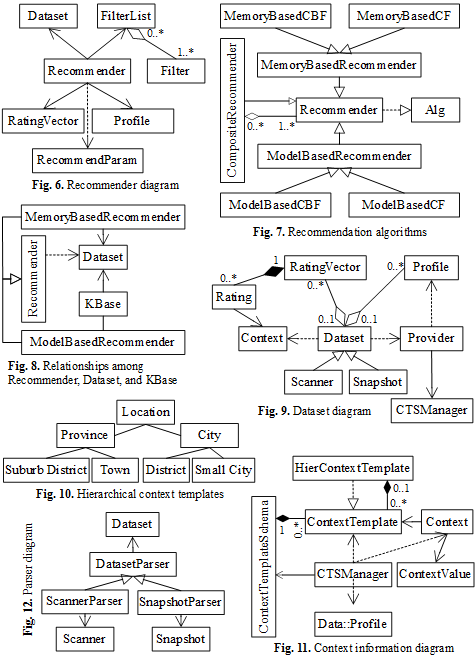 Dataset
FilterList
0..*
1..*
Recommender
Filter
RatingVector
Profile
RecommendParam
Fig. 6. Recommender diagram
MemoryBasedCBF
MemoryBasedCF
MemoryBasedRecommender
CompositeRecommender
Recommender
Alg
0..*
1..*
ModelBasedRecommender
ModelBasedCBF
ModelBasedCF
Fig. 7. Recommendation algorithms
MemoryBasedRecommender
Recommender
Dataset
KBase
ModelBasedRecommender
Fig. 8. Relationships among
Recommender, Dataset, and KBase
1
RatingVector
0..*
Profile
0..*
0..*
Rating
0..1
0..1
Context
Dataset
Provider
Scanner
Snapshot
CTSManager
Fig. 9. Dataset diagram
Location
Province
City
Suburb District
Town
District
Small City
Fig. 10. Hierarchical context templates
HierContextTemplate
0..1
0..*
ContextTemplateSchema
1
0..*
ContextTemplate
Context
CTSManager
ContextValue
Data::Profile
Fig. 11. Context information diagram
Fig. 12. Parser diagram
Dataset
DatasetParser
ScannerParser
SnapshotParser
Scanner
Snapshot